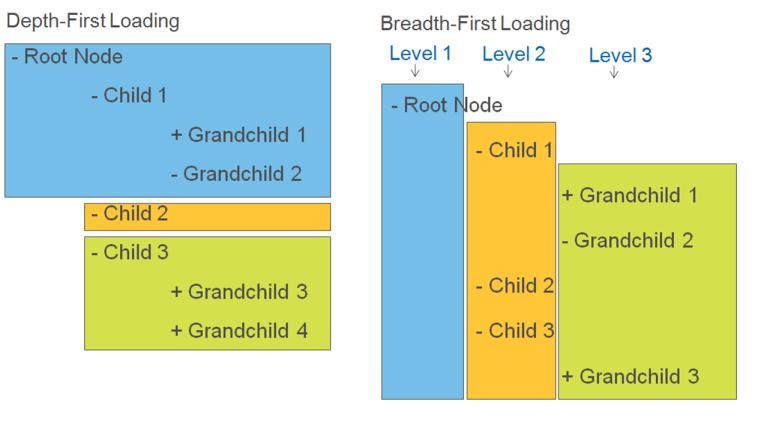 Depth-First Loading
- Root Node
- Child 1
+ Grandchild 1
- Grandchild 2
- Child 2
- Child 3
+ Grandchild 3
+ Grandchild 4
Breadth-First Loading
Level 1 Level 2 Level 3
- Root Node
- Child 1
+ Grandchild 1
- Grandchild 2
- Child 2
- Child 3
+ Grandchild 3